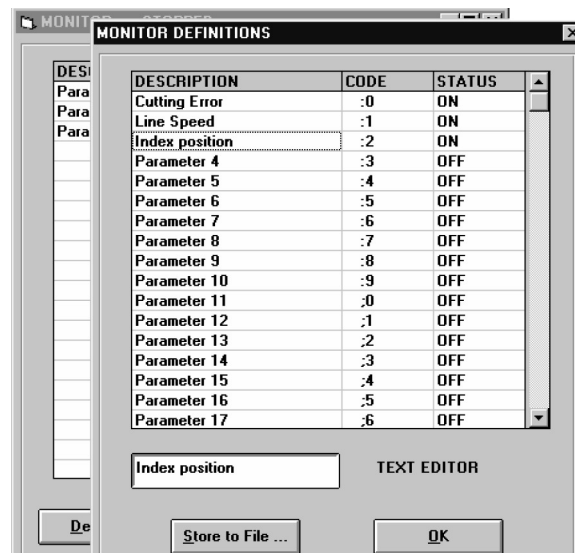 MONITOR STOPPED
MONITOR DEFINITIONS
DES
Para
Para
Para
De
DESCRIPTION CODE STATUS
Cutting Error :0 ON
Line Speed :1 ON
Index position :2 ON
Parameter 4 :3 OFF
Parameter 5 :4 OFF
Parameter 6 :5 OFF
Parameter 7 :6 OFF
Parameter 8 :7 OFF
Parameter 9 :8 OFF
Parameter 10 :9 OFF
Parameter 11 ;0 OFF
Parameter 12 ;1 OFF
Parameter 13 ;2 OFF
Parameter 14 ;3 OFF
Parameter 15 ;4 OFF
Parameter 16 ;5 OFF
Parameter 17 ;6 OFF
Index position TEXT EDITOR
Store to File ... OK